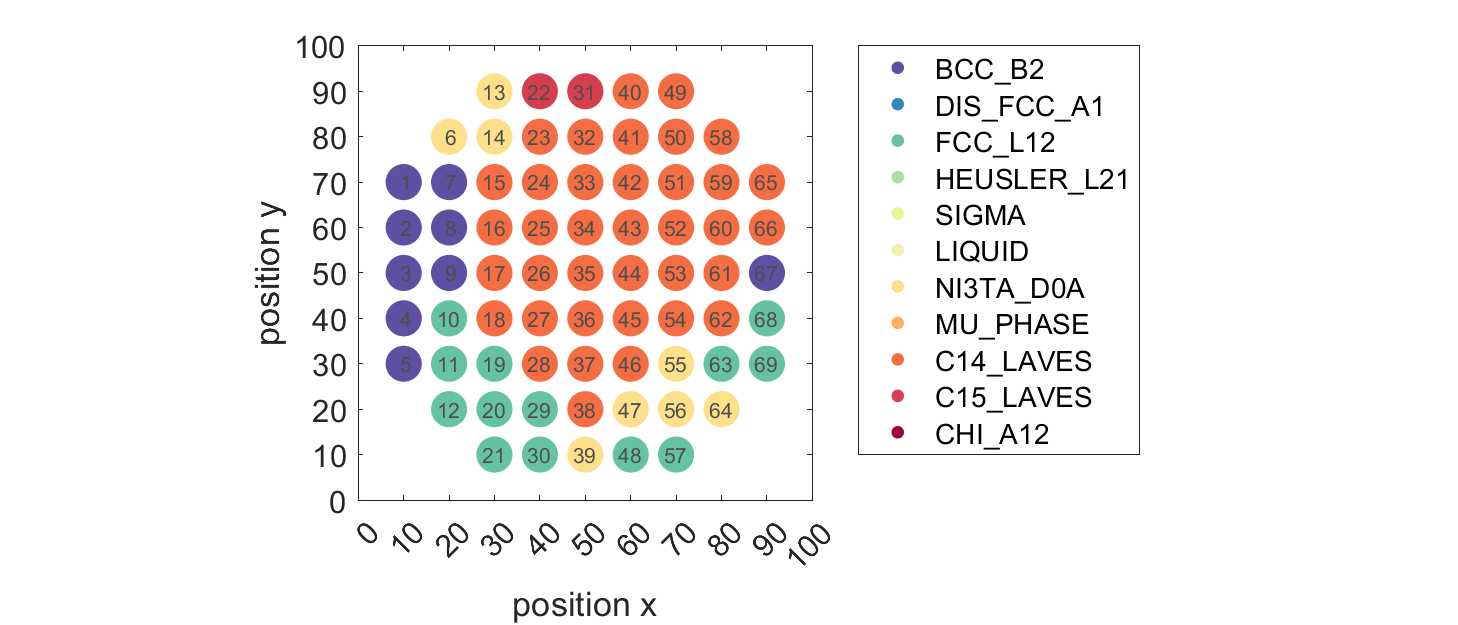 100
90
80
70
60
50
40
30
20
10
0
position y
13 22 31 40 49
6 14 23 32 41 50 58
1 7 15 24 33 42 51 59 65
2 8 16 25 34 43 52 60 66
3 9 17 26 35 44 53 61 67
4 10 18 27 36 45 54 62 68
5 11 19 28 37 46 55 63 69
12 20 29 38 47 56 64
21 30 39 48 57
0 10 20 30 40 50 60 70 80 90 100
position x
BCC_B2
DIS_FCC_A1
FCC_L12
HEUSLER_L21
SIGMA
LIQUID
NI3TA_D0A
MU_PHASE
C14_LAVES
C15_LAVES
CHI_A12